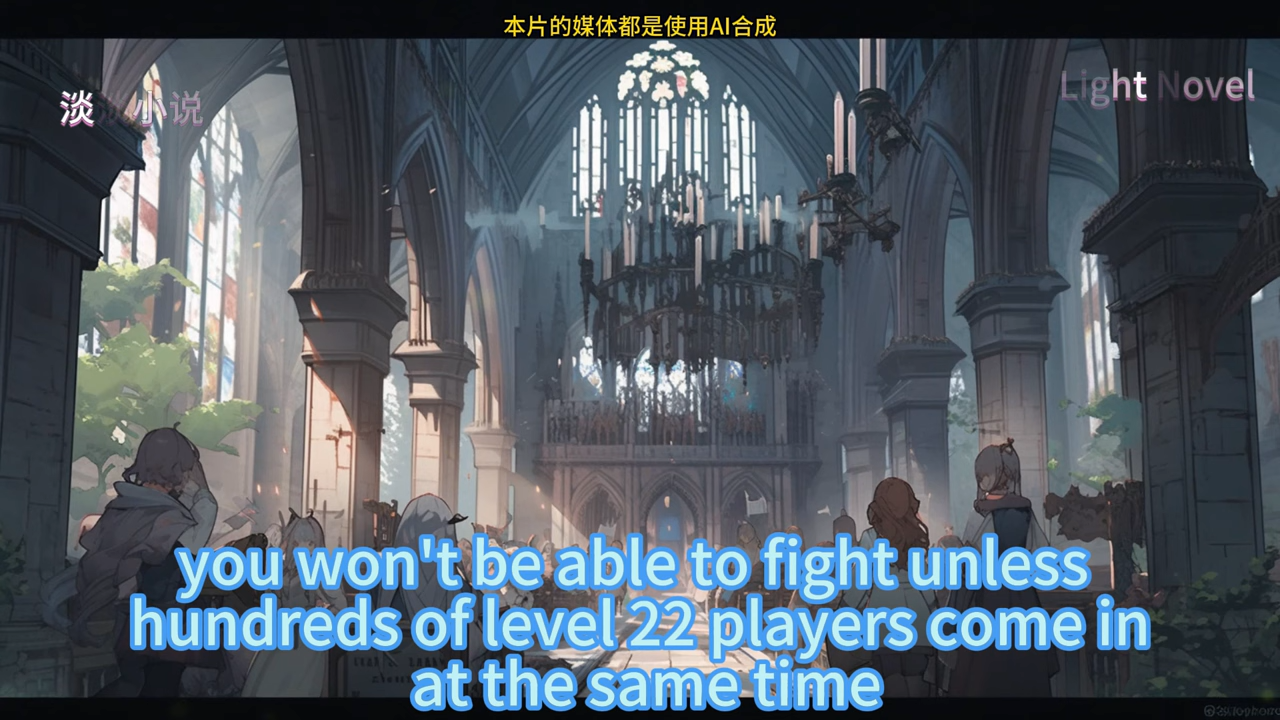 本片的媒体都是使用AI合成
Light Novel
淡 小说
you won't be able to fight unless
hundreds of level 22 players come in
at the same time